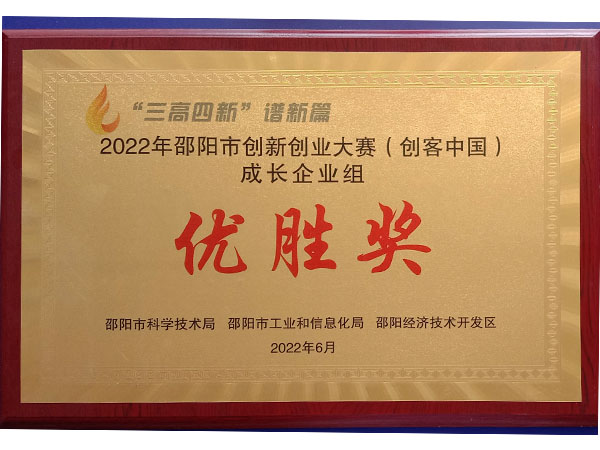 “三高四新”谱新篇
2022年邵阳市创新创业大赛（创客中国）
成长企业组
优胜奖
邵阳市科学技术局 邵阳市工业和信息化局 邵阳经济技术开发区
2022年6月